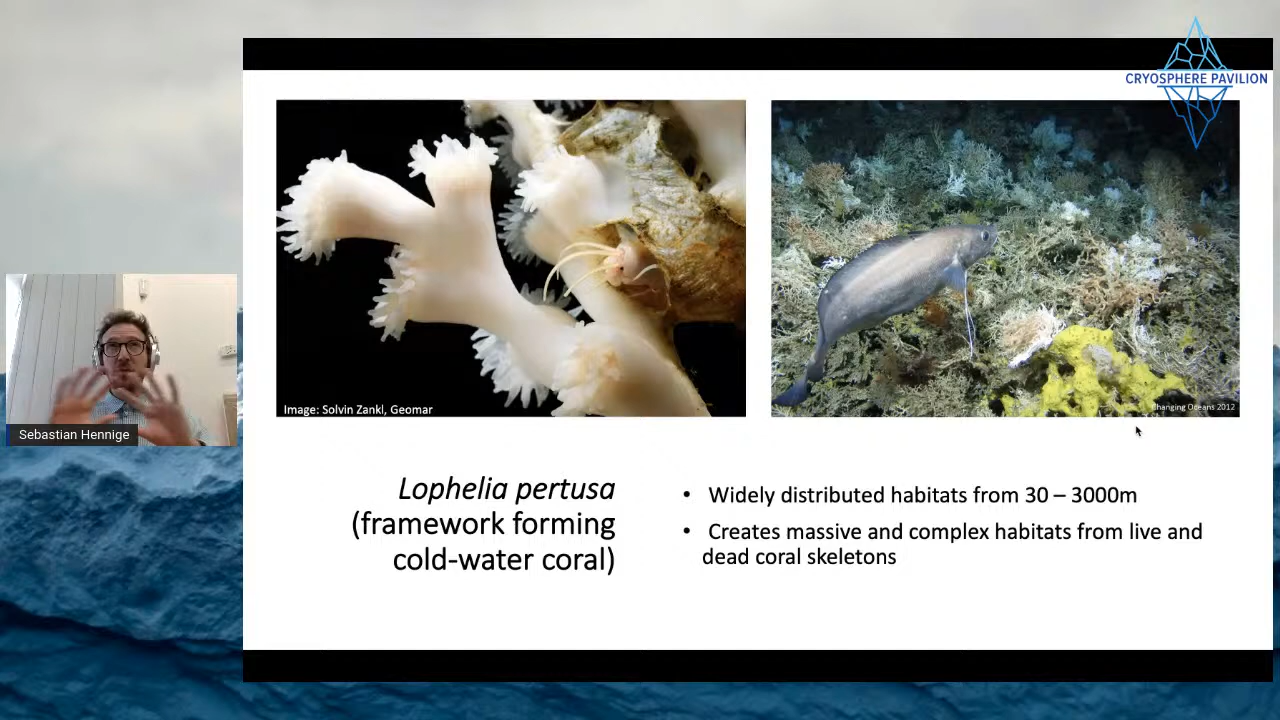 CRYOSPHERE PAVILION
Image: Solvin Zankl, Geomar
Changing Oceans 2012
Sebastian Hennige
Lophelia pertusa
(framework forming
cold-water coral)
• Widely distributed habitats from 30 – 3000m
• Creates massive and complex habitats from live and
dead coral skeletons